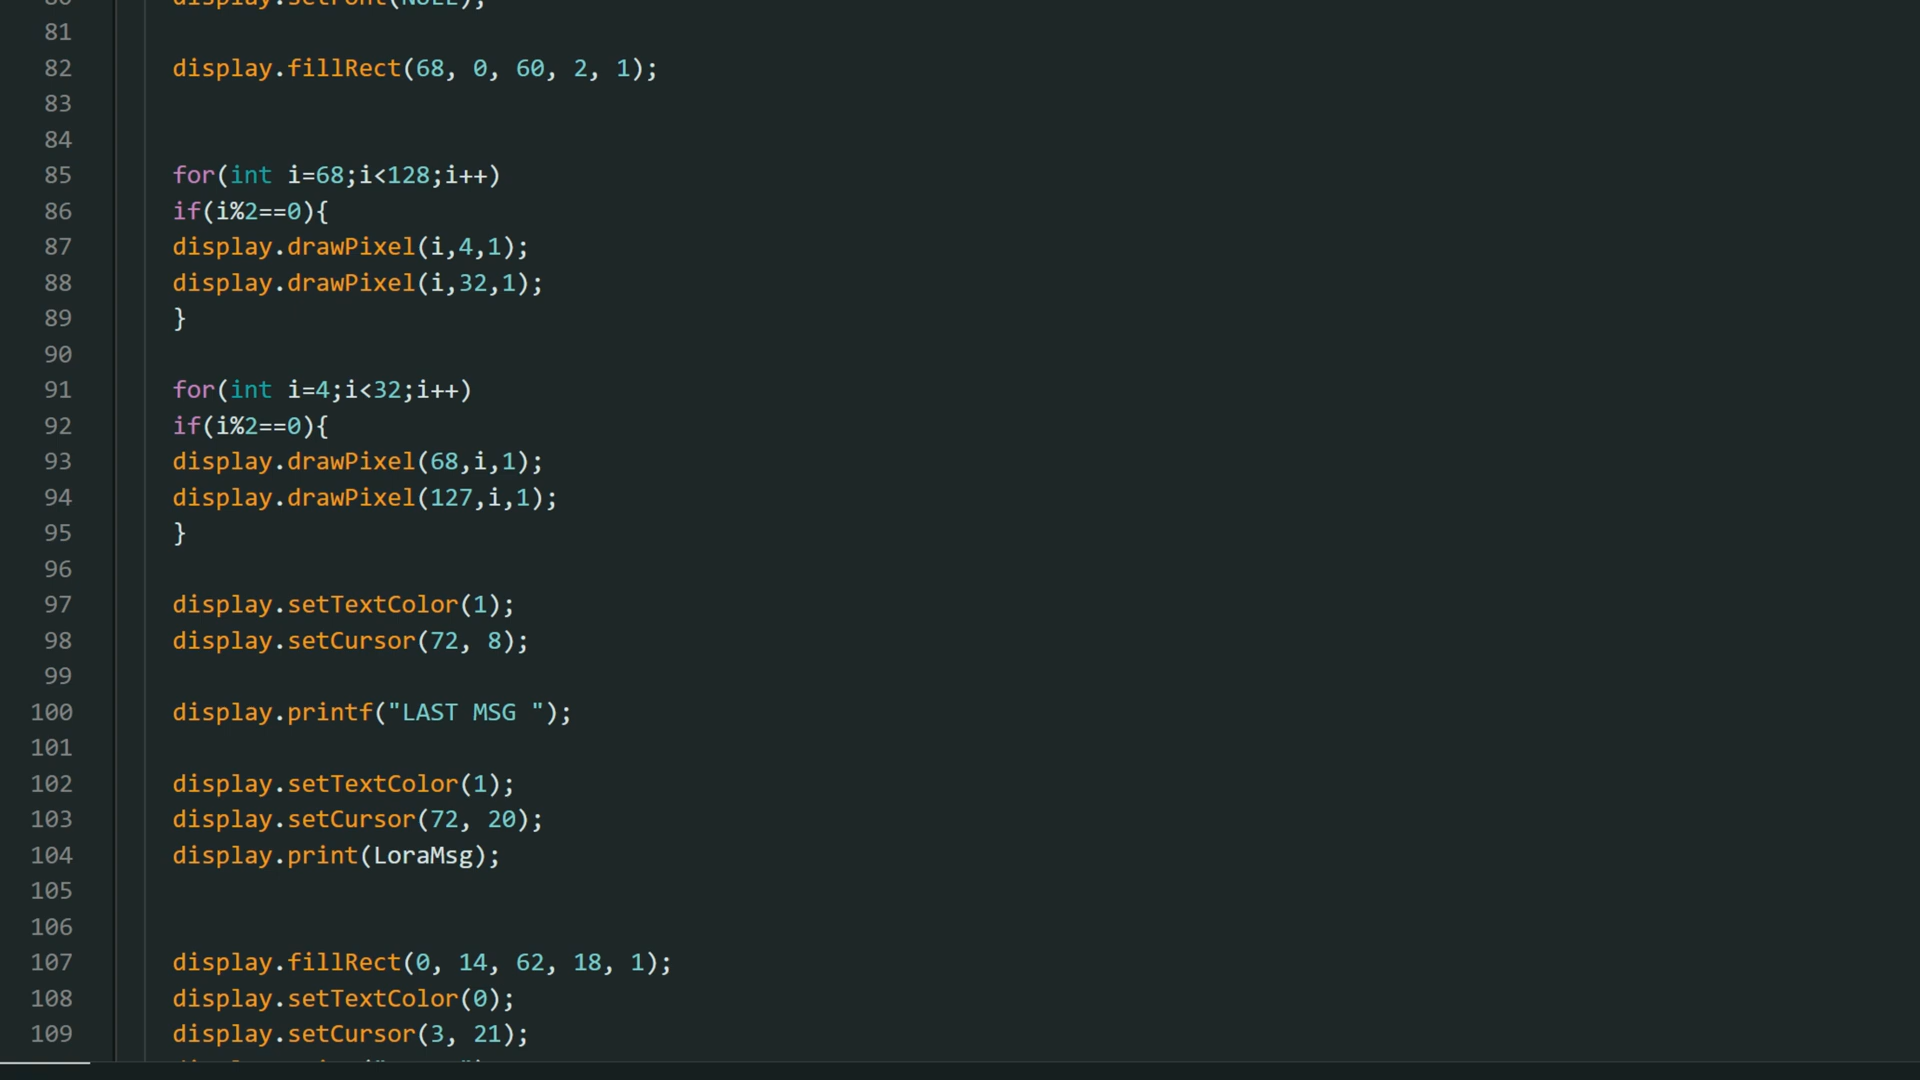 80 display.setFont(NULL);
81
82 display.fillRect(68, 0, 60, 2, 1);
83
84
85 for(int i=68;i<128;i++)
86 if(i%2==0){
87 display.drawPixel(i,4,1);
88 display.drawPixel(i,32,1);
89 }
90
91 for(int i=4;i<32;i++)
92 if(i%2==0){
93 display.drawPixel(68,i,1);
94 display.drawPixel(127,i,1);
95 }
96
97 display.setTextColor(1);
98 display.setCursor(72, 8);
99
100 display.printf("LAST MSG ");
101
102 display.setTextColor(1);
103 display.setCursor(72, 20);
104 display.print(LoraMsg);
105
106
107 display.fillRect(0, 14, 62, 18, 1);
108 display.setTextColor(0);
109 display.setCursor(3, 21);